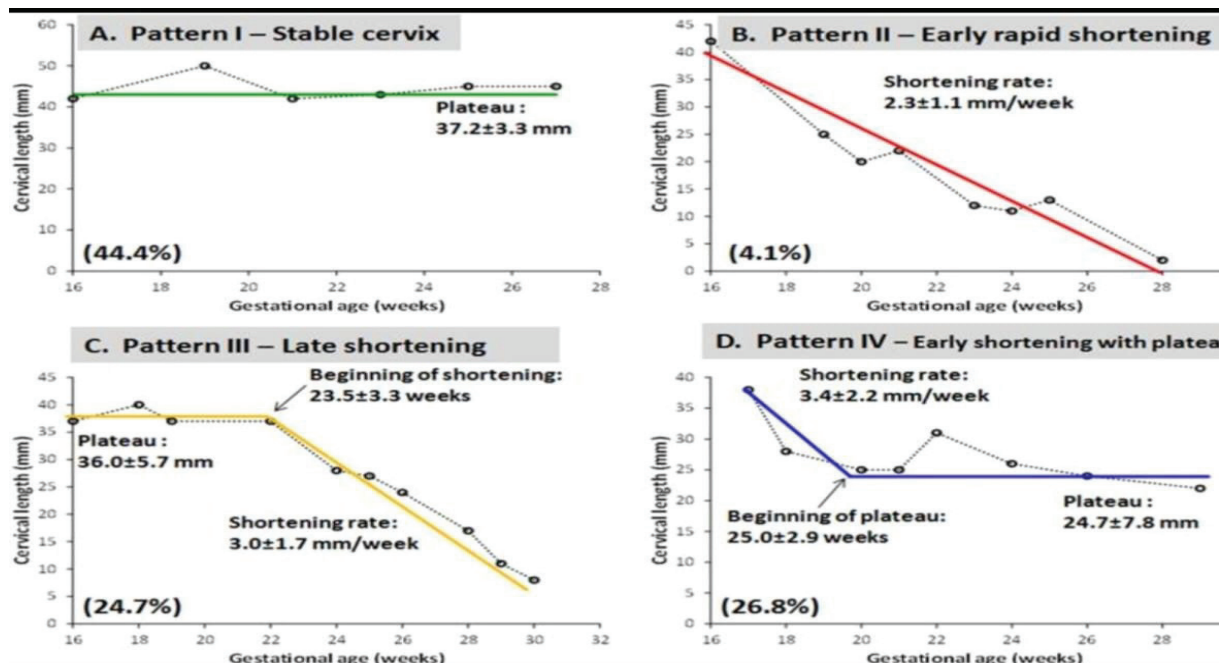 A. Pattern I – Stable cervix
60
50
40
30
20
10
0
Cervical length (mm)
Plateau :
37.2±3.3 mm
(44.4%)
16 18 20 22 24 26 28
Gestational age (weeks)
B. Pattern II – Early rapid shortening
45
40
35
30
25
20
15
10
5
0
Cervical length (mm)
Shortening rate:
2.3±1.1 mm/week
(4.1%)
16 18 20 22 24 26 28
Gestational age (weeks)
C. Pattern III – Late shortening
45
40
35
30
25
20
15
10
5
0
Cervical length (mm)
Beginning of shortening:
23.5±3.3 weeks
Plateau :
36.0±5.7 mm
Shortening rate:
3.0±1.7 mm/week
(24.7%)
16 18 20 22 24 26 28 30 32
Gestational age (weeks)
D. Pattern IV – Early shortening with platea
40
35
30
25
20
15
10
5
0
Cervical length (mm)
Shortening rate:
3.4±2.2 mm/week
Beginning of plateau:
25.0±2.9 weeks
Plateau :
24.7±7.8 mm
(26.8%)
16 18 20 22 24 26 28
Gestational age (weeks)